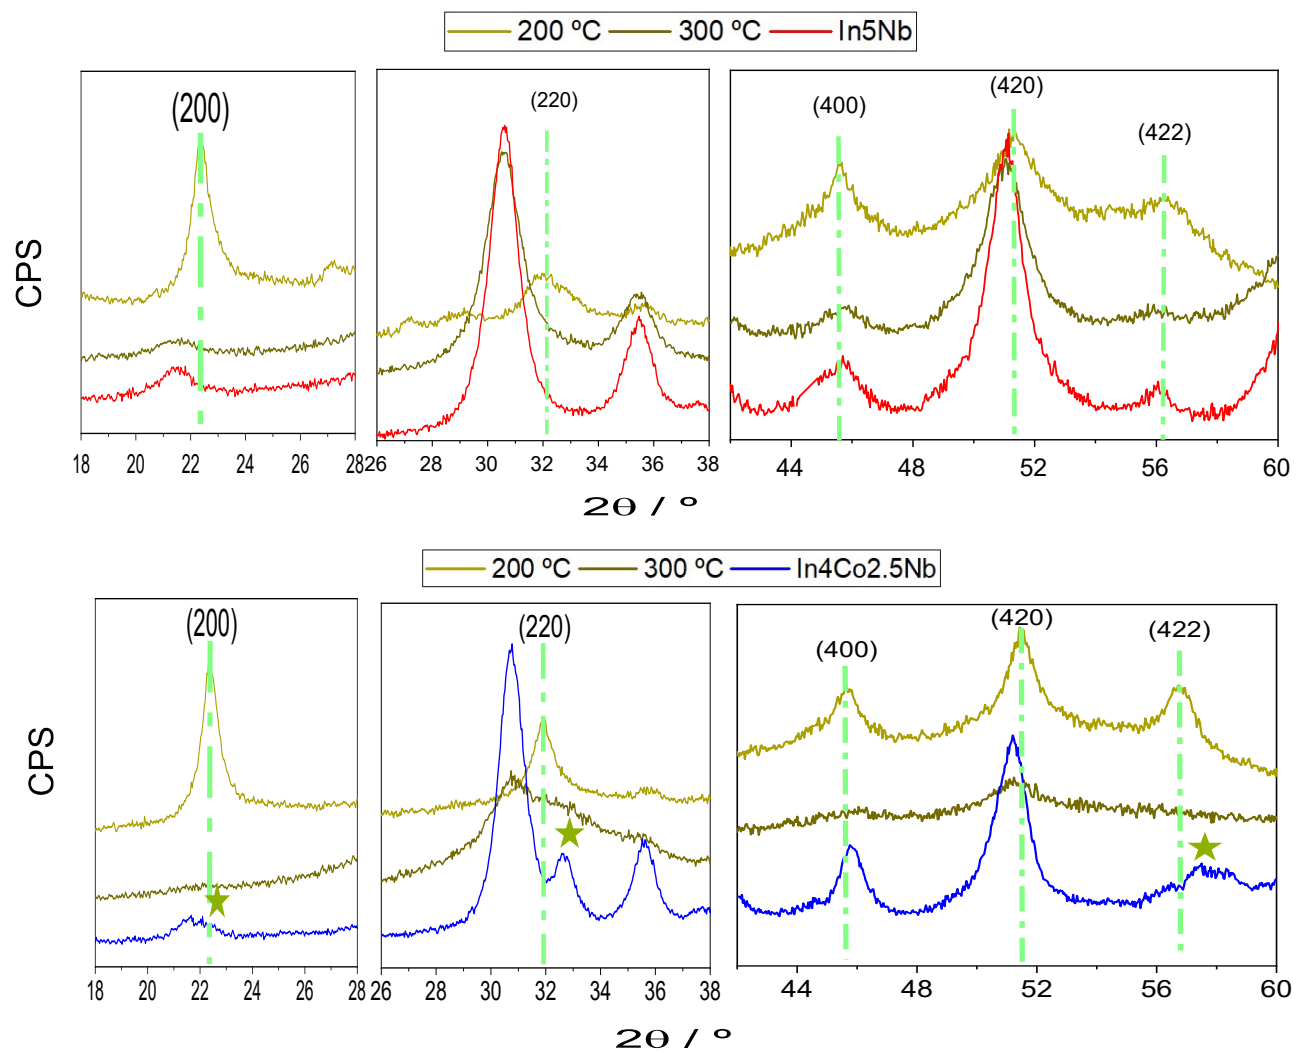 200 ºC 300 ºC In5Nb
(200)
(220)
(400)
(420)
(422)
CPS
18 20 22 24 26 28
26 28 30 32 34 36 38
44 48 52 56 60
2θ / º
200 ºC 300 ºC In4Co2.5Nb
(200)
(220)
(400)
(420)
(422)
CPS
18 20 22 24 26 28
26 28 30 32 34 36 38
44 48 52 56 60
2θ / º